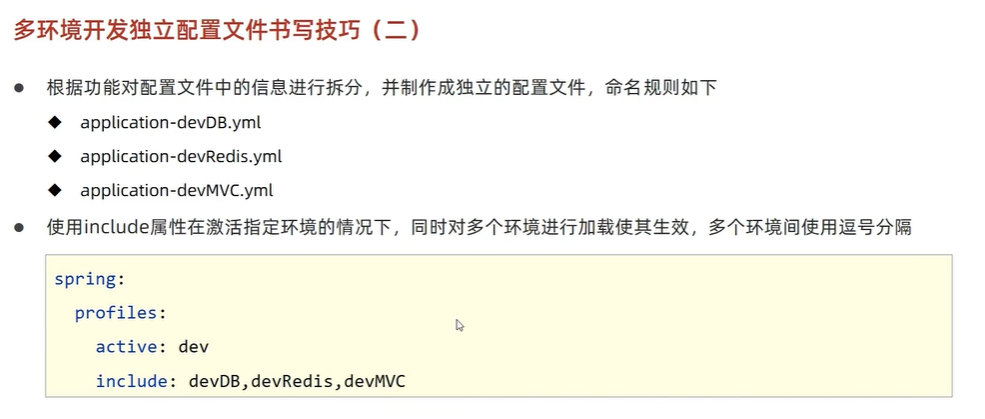 多环境开发独立配置文件书写技巧（二）
● 根据功能对配置文件中的信息进行拆分，并制作成独立的配置文件，命名规则如下
◆ application-devDB.yml
◆ application-devRedis.yml
◆ application-devMVC.yml
● 使用include属性在激活指定环境的情况下，同时对多个环境进行加载使其生效，多个环境间使用逗号分隔
spring:
  profiles:
    active: dev
    include: devDB,devRedis,devMVC